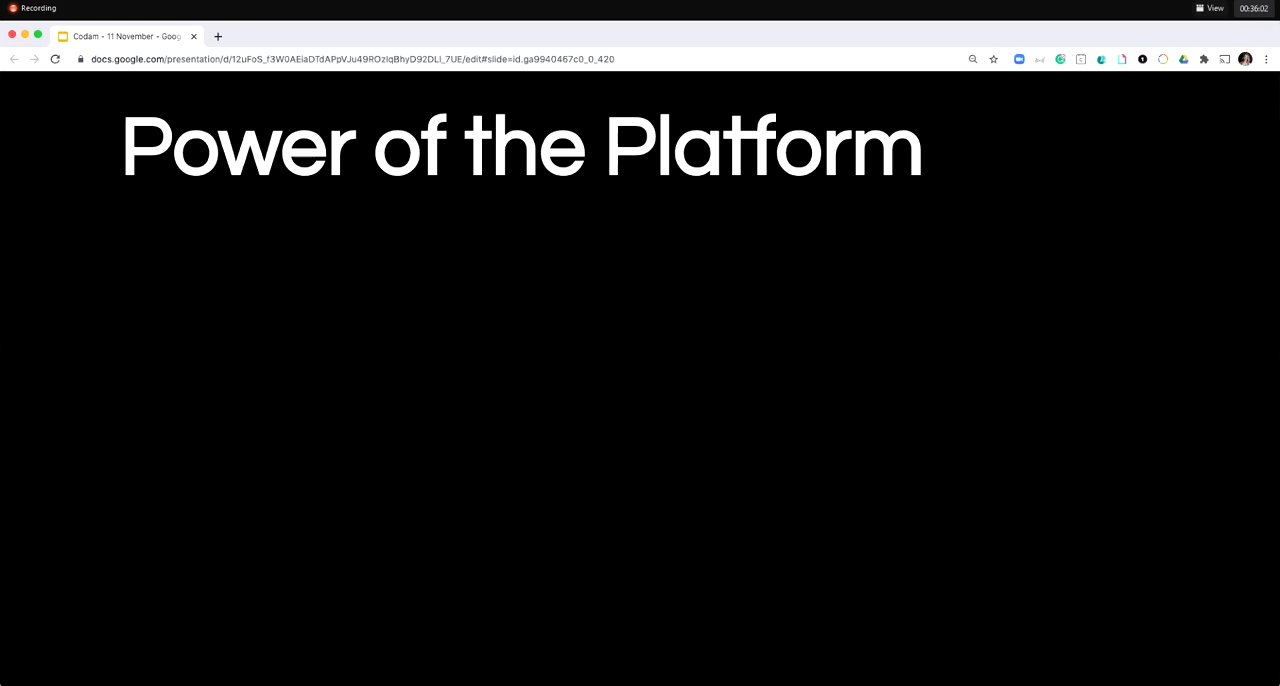 Recording
View
00:36:02
Codam - 11 November - Goog
docs.google.com/presentation/d/12uFoS_f3W0AEiaDTdAPpVJu49ROzIqBhyD92DLl_7UE/edit#slide=id.ga9940467c0_0_420
Power of the Platform